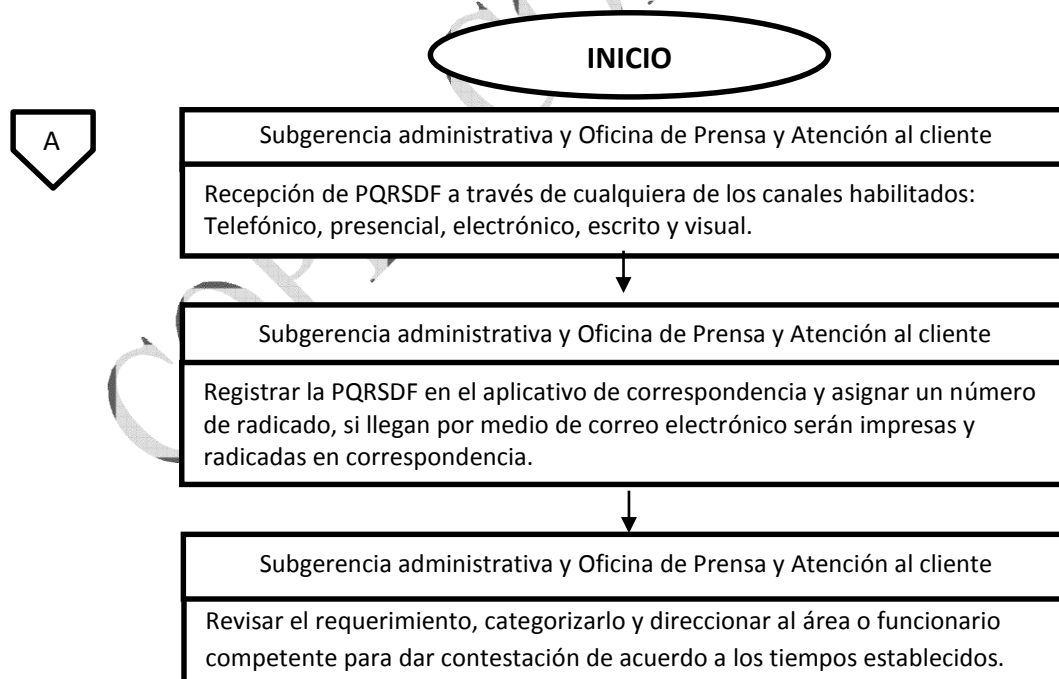 INICIO
A
Subgerencia administrativa y Oficina de Prensa y Atención al cliente
Recepción de PQRSDF a través de cualquiera de los canales habilitados:
Telefónico, presencial, electrónico, escrito y visual.
Subgerencia administrativa y Oficina de Prensa y Atención al cliente
Registrar la PQRSDF en el aplicativo de correspondencia y asignar un número
de radicado, si llegan por medio de correo electrónico serán impresas y
radicadas en correspondencia.
Subgerencia administrativa y Oficina de Prensa y Atención al cliente
Revisar el requerimiento, categorizarlo y direccionar al área o funcionario
competente para dar contestación de acuerdo a los tiempos establecidos.